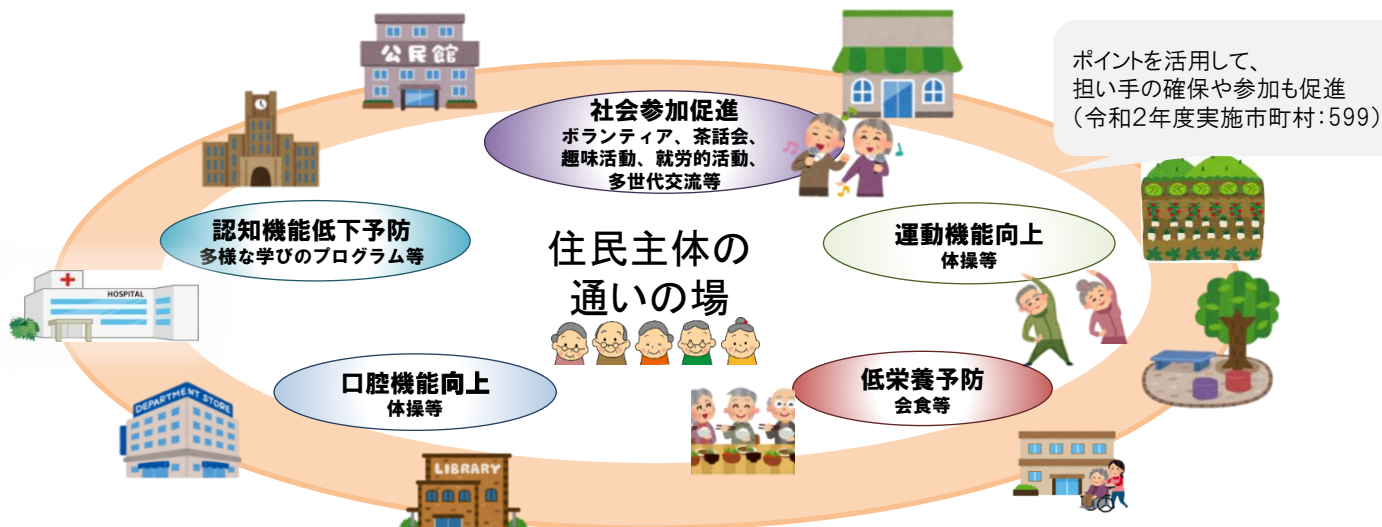 公民館
ポイントを活用して、
担い手の確保や参加も促進
(令和2年度実施市町村:599)
社会参加促進
ボランティア、茶話会、
趣味活動、就労的活動、
多世代交流等
認知機能低下予防
多様な学びのプログラム等
運動機能向上
体操等
住民主体の
通いの場
HOSPITAL
口腔機能向上
体操等
低栄養予防
会食等
DEPARTMENT STORE
LIBRARY